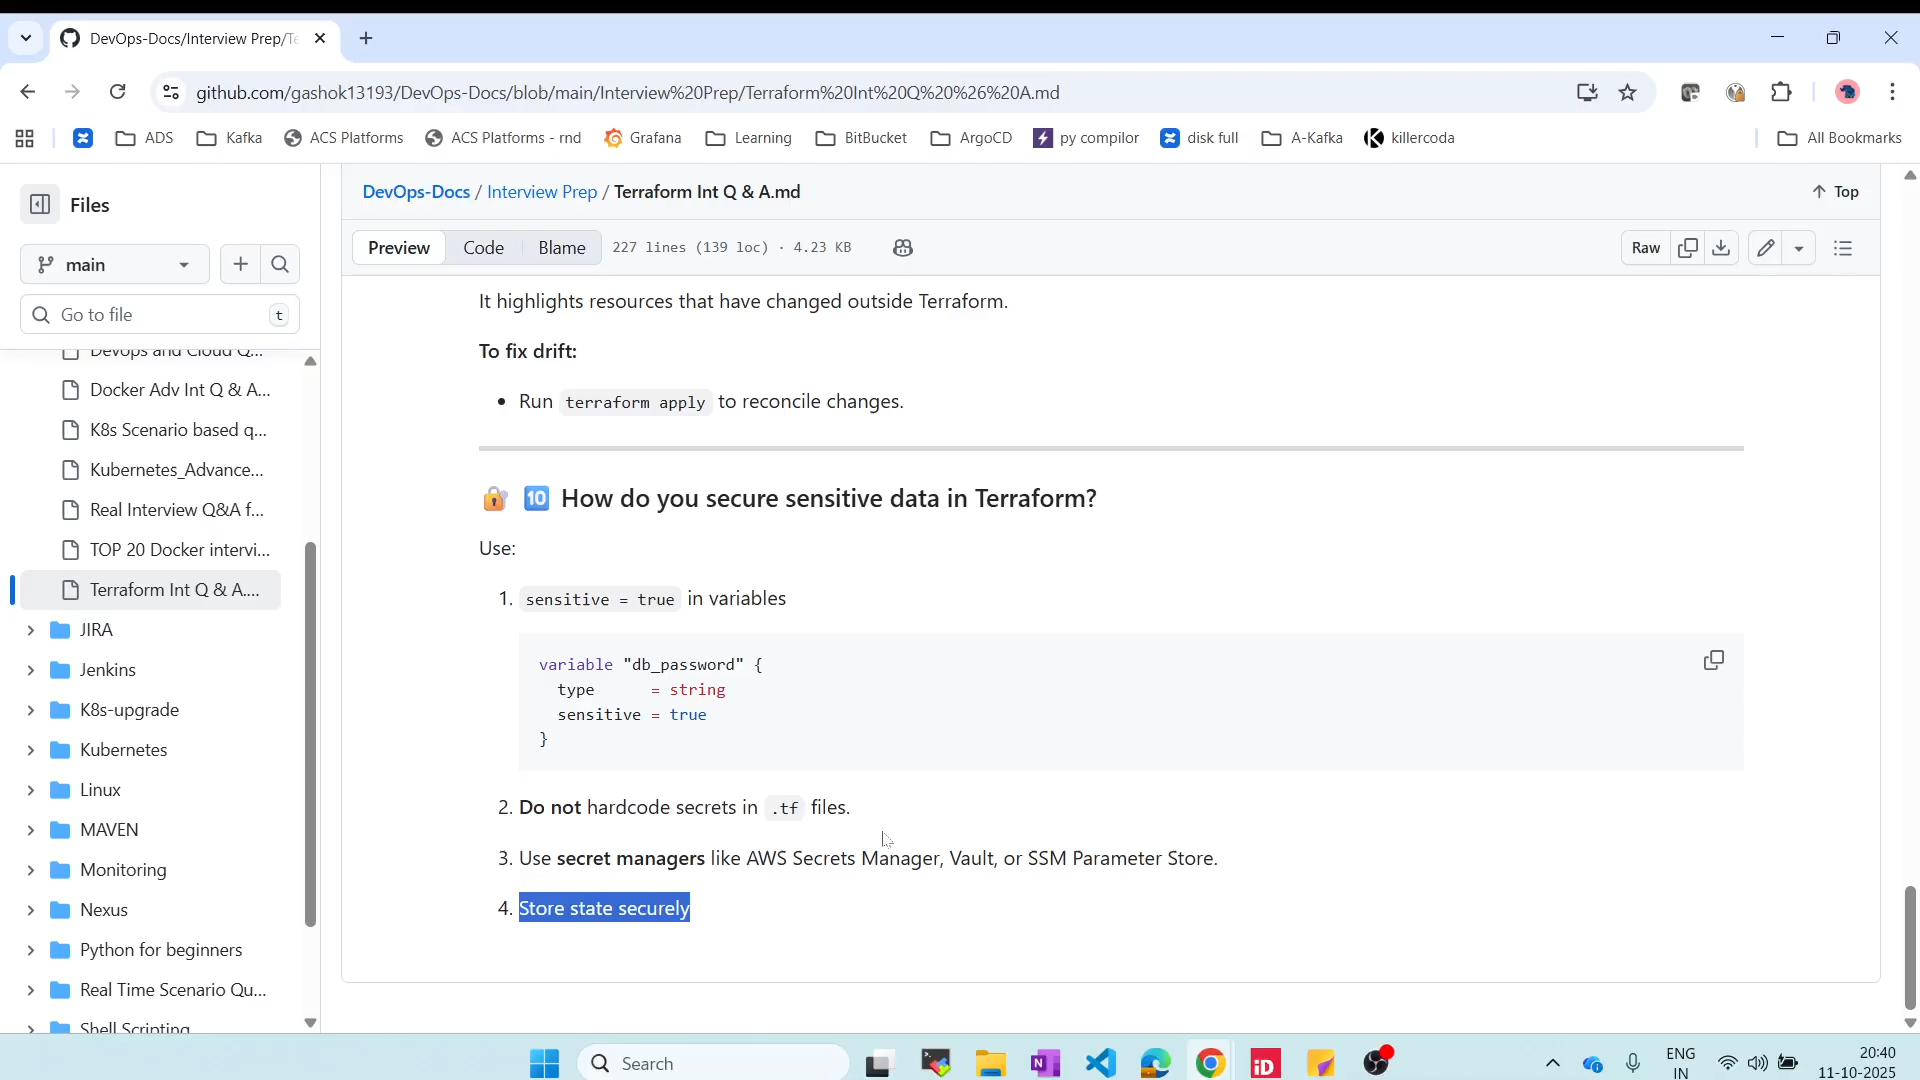 DevOps-Docs/Interview Prep/Te
github.com/gashok13193/DevOps-Docs/blob/main/Interview%20Prep/Terraform%20Int%20Q%20%26%20A.md
ADS
Kafka
ACS Platforms
ACS Platforms - rnd
Grafana
Learning
BitBucket
ArgoCD
py compilor
disk full
A-Kafka
killercoda
All Bookmarks
Files
DevOps-Docs / Interview Prep / Terraform Int Q & A.md
Top
main
Preview
Code
Blame
227 lines (139 loc) · 4.23 KB
Raw
Go to file
t
Devops and Cloud Q...
Docker Adv Int Q & A...
K8s Scenario based q...
Kubernetes_Advance...
Real Interview Q&A f...
TOP 20 Docker intervi...
Terraform Int Q & A....
JIRA
Jenkins
K8s-upgrade
Kubernetes
Linux
MAVEN
Monitoring
Nexus
Python for beginners
Real Time Scenario Qu...
Shell Scripting
It highlights resources that have changed outside Terraform.
To fix drift:
• Run terraform apply to reconcile changes.
🔐 🔟 How do you secure sensitive data in Terraform?
Use:
1. sensitive = true in variables
variable "db_password" {
  type      = string
  sensitive = true
}
2. Do not hardcode secrets in .tf files.
3. Use secret managers like AWS Secrets Manager, Vault, or SSM Parameter Store.
4. Store state securely
Search
iD
ENG
IN
20:40
11-10-2025